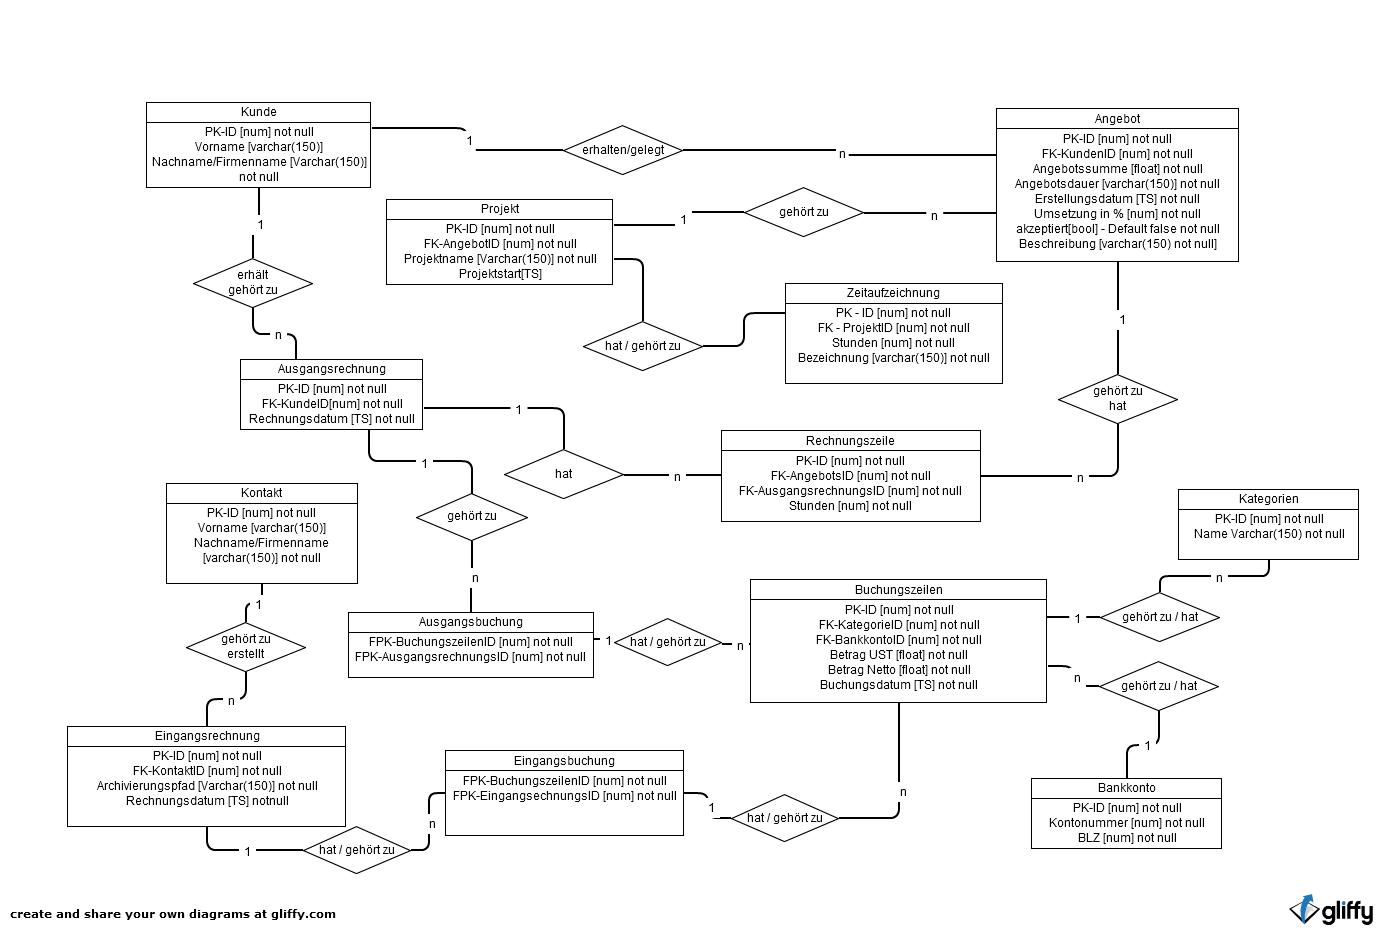 Kunde
PK-ID [num] not null
Vorname [varchar(150)]
Nachname/Firmenname [Varchar(150)]
not null
1
erhalten/gelegt
n
Angebot
PK-ID [num] not null
FK-KundenID [num] not null
Angebotssumme [float] not null
Angebotsdauer [varchar(150)] not null
Erstellungsdatum [TS] not null
Umsetzung in % [num] not null
akzeptiert[bool] - Default false not null
Beschreibung [varchar(150) not null]
Projekt
PK-ID [num] not null
FK-AngebotID [num] not null
Projektname [Varchar(150)] not null
Projektstart[TS]
1
gehört zu
n
1
erhält
gehört zu
n
hat / gehört zu
Zeitaufzeichnung
PK - ID [num] not null
FK - ProjektID [num] not null
Stunden [num] not null
Bezeichnung [varchar(150)] not null
1
gehört zu
hat
n
Ausgangsrechnung
PK-ID [num] not null
FK-KundeID[num] not null
Rechnungsdatum [TS] not null
1
hat
n
Rechnungszeile
PK-ID [num] not null
FK-AngebotsID [num] not null
FK-AusgangsrechnungsID [num] not null
Stunden [num] not null
1
gehört zu
n
Kontakt
PK-ID [num] not null
Vorname [varchar(150)]
Nachname/Firmenname
[varchar(150)] not null
Kategorien
PK-ID [num] not null
Name Varchar(150) not null
n
1
gehört zu / hat
1
gehört zu
erstellt
n
Ausgangsbuchung
FPK-BuchungszeilenID [num] not null
FPK-AusgangsrechnungsID [num] not null
1
hat / gehört zu
n
Buchungszeilen
PK-ID [num] not null
FK-KategorieID [num] not null
FK-BankkontoID [num] not null
Betrag UST [float] not null
Betrag Netto [float] not null
Buchungsdatum [TS] not null
n
gehört zu / hat
1
Eingangsrechnung
PK-ID [num] not null
FK-KontaktID [num] not null
Archivierungspfad [Varchar(150)] not null
Rechnungsdatum [TS] notnull
1
hat / gehört zu
n
Eingangsbuchung
FPK-BuchungszeilenID [num] not null
FPK-EingangsechnungsID [num] not null
1
hat / gehört zu
n
Bankkonto
PK-ID [num] not null
Kontonummer [num] not null
BLZ [num] not null
create and share your own diagrams at gliffy.com
gliffy